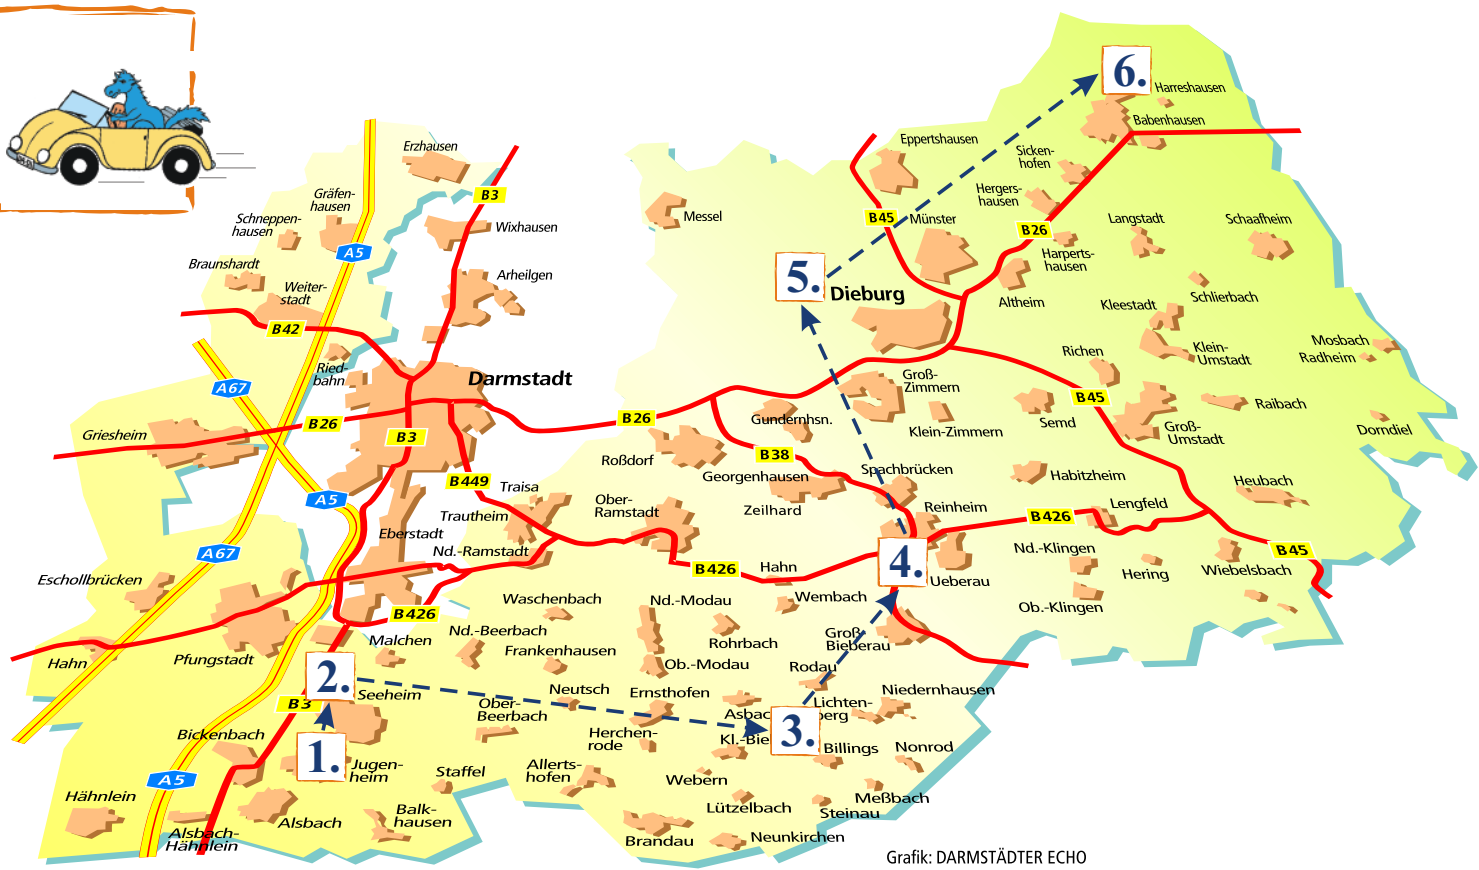 6.
Harreshausen
Babenhausen
Eppertshausen
Erzhausen
Sicken-
hofen
B3
Gräfen-
hausen
Hergers-
hausen
Messel
B45
Münster
Schneppen-
hausen
Wixhausen
B26
Langstadt
Schaafheim
A5
Harperts-
hausen
Braunshardt
Arheilgen
5.
Dieburg
Weiter-
stadt
Altheim
Kleestadt
Schlierbach
B42
Klein-
Umstadt
Mosbach
Radheim
Richen
Ried-
bahn
Darmstadt
Groß-
Zimmern
A67
B45
Raibach
B26
B26
Gundernhsn.
Klein-Zimmern
Semd
Groß-
Umstadt
Dorndiel
Griesheim
B3
B38
Roßdorf
Georgenhausen
Spachbrücken
Habitzheim
Heubach
B449
Traisa
A5
Ober-
Ramstadt
Zeilhard
Reinheim
Lengfeld
Trautheim
B426
Eberstadt
Nd.-Ramstadt
A67
Nd.-Klingen
B45
4.
B426
Hahn
Ueberau
Hering
Wiebelsbach
Eschollbrücken
Waschenbach
Nd.-Modau
Wembach
Ob.-Klingen
B426
Malchen
Nd.-Beerbach
Rohrbach
Groß-
Bieberau
Hahn
Pfungstadt
Frankenhausen
Ob.-Modau
Rodau
2.
Seeheim
Neutsch
Ernsthofen
Niedernhausen
B3
Ober-
Beerbach
Asbac
Lichten-
berg
3.
Bickenbach
Herchen-
rode
Kl.-Bie
Billings
Nonrod
1.
Jugen-
heim
Staffel
Allerts-
hofen
Webern
A5
Hähnlein
Lützelbach
Meßbach
Steinau
Alsbach
Balk-
hausen
Alsbach-
Hähnlein
Brandau
Neunkirchen
Grafik: DARMSTÄDTER ECHO